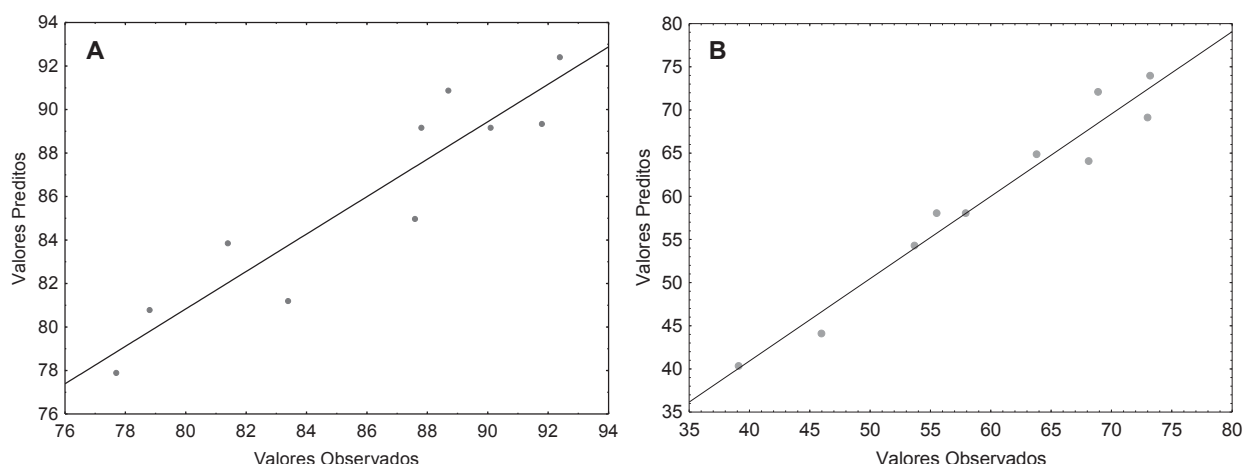 A
Valores Preditos
94
92
90
88
86
84
82
80
78
76
76 78 80 82 84 86 88 90 92 94
Valores Observados
B
Valores Preditos
80
75
70
65
60
55
50
45
40
35
35 40 45 50 55 60 65 70 75 80
Valores Observados